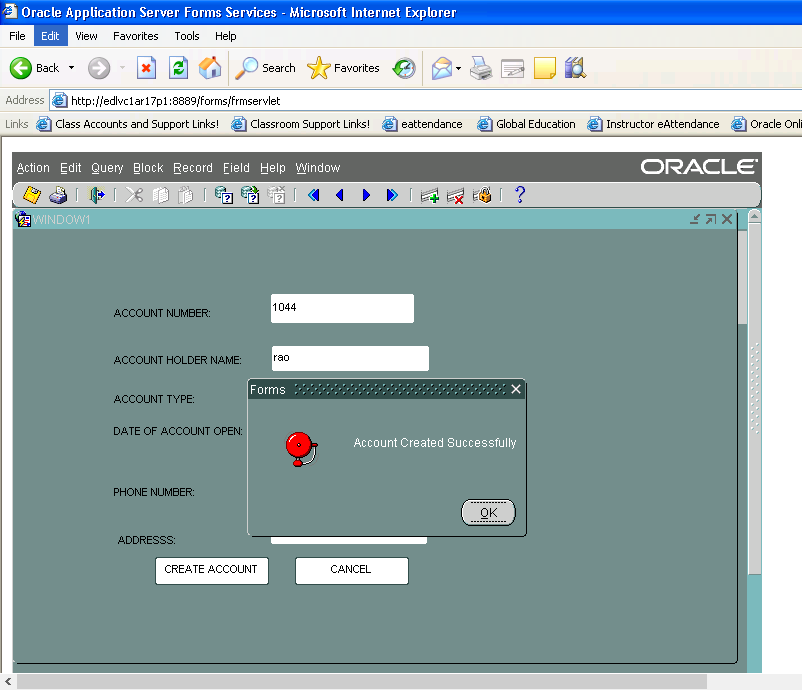 Oracle Application Server Forms Services - Microsoft Internet Explorer
File Edit View Favorites Tools Help
Back Search Favorites
Address http://edlvc1ar17p1:8889/forms/frmservlet
Links Class Accounts and Support Links! Classroom Support Links! eattendance Global Education Instructor eAttendance Oracle Onli
Action Edit Query Block Record Field Help Window ORACLE
WINDOW1
ACCOUNT NUMBER: 1044
ACCOUNT HOLDER NAME: rao
Forms
ACCOUNT TYPE:
DATE OF ACCOUNT OPEN:
Account Created Successfully
PHONE NUMBER:
OK
ADDRESSS:
CREATE ACCOUNT CANCEL